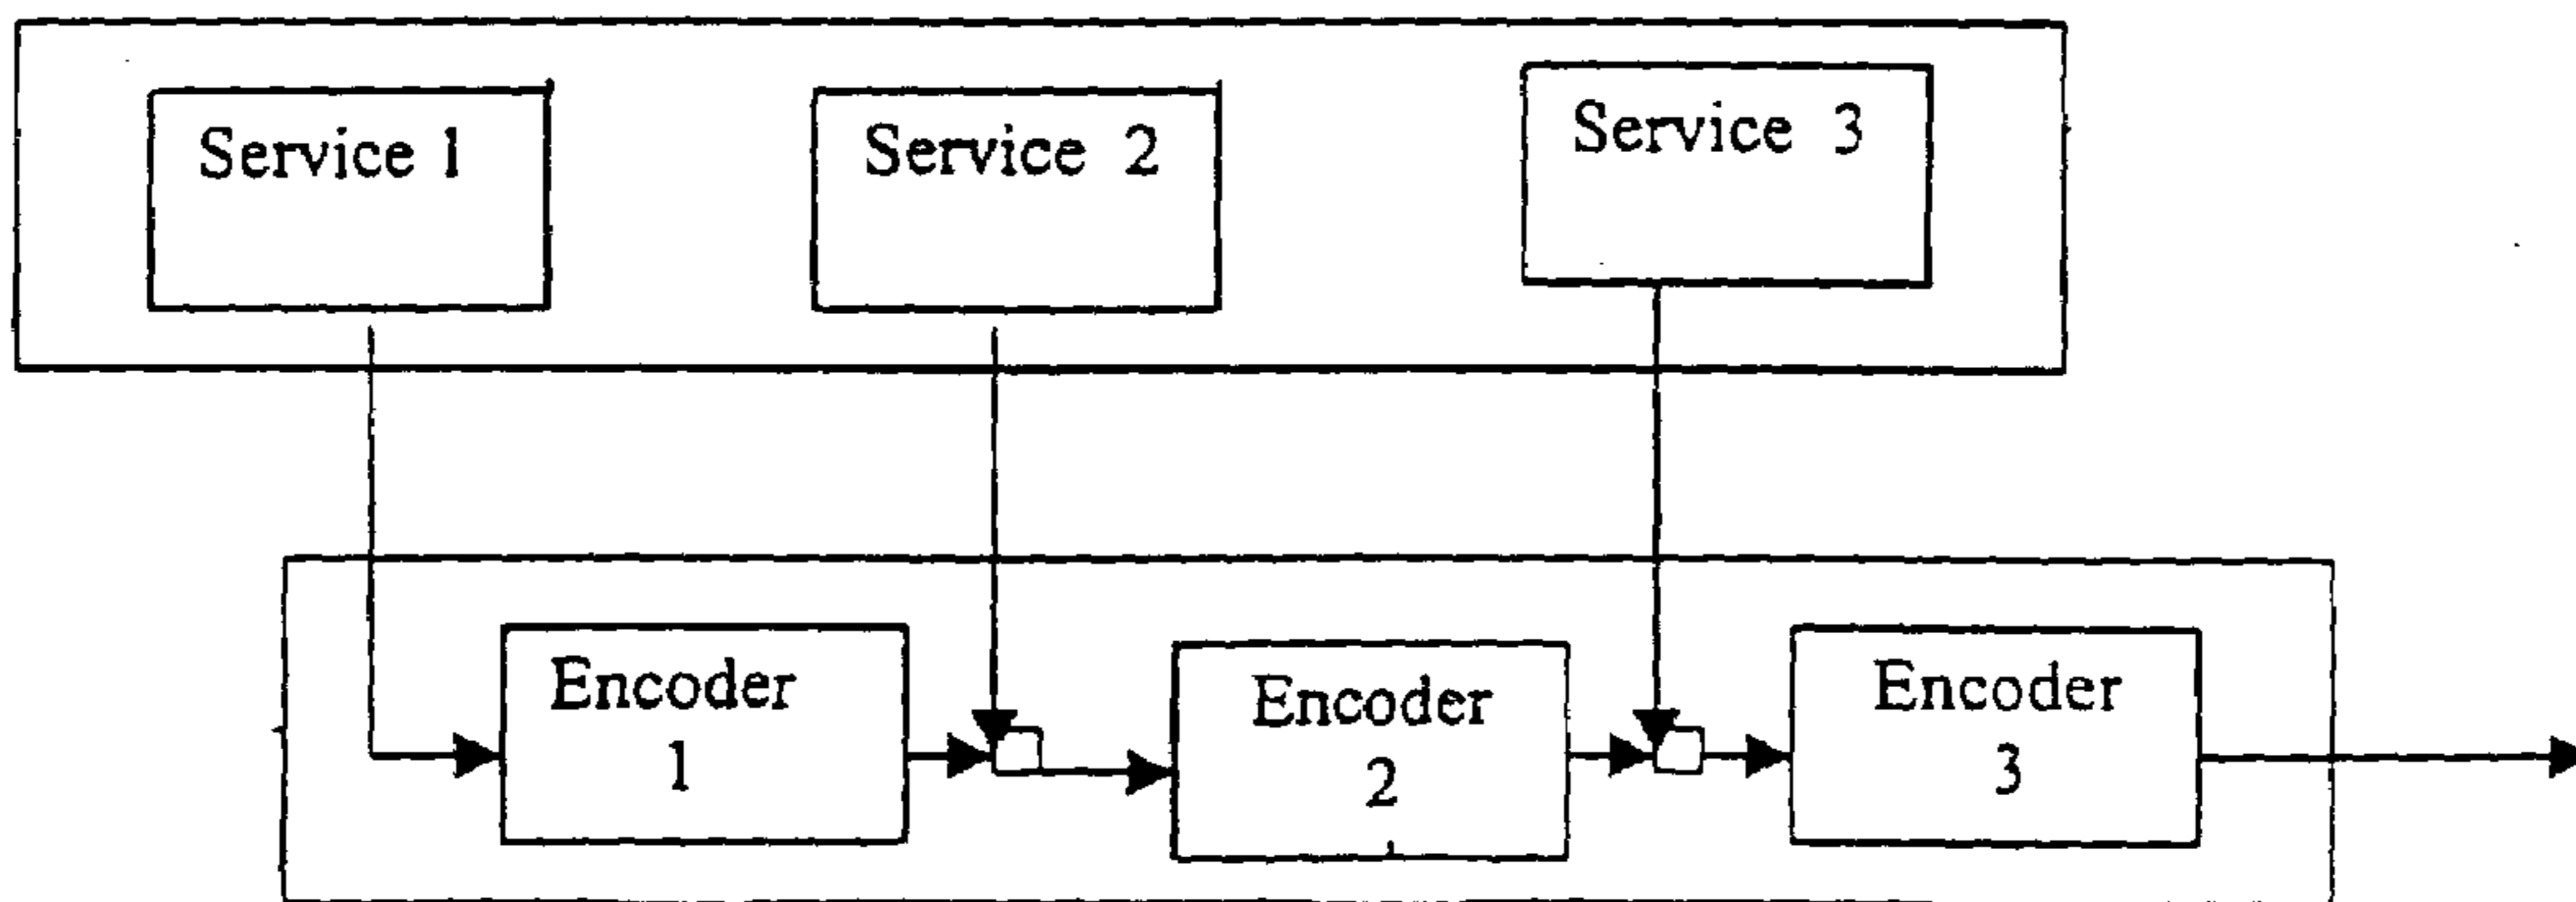 Service 1
Service 2
Service 3
Encoder
1
Encoder
2
Encoder
3